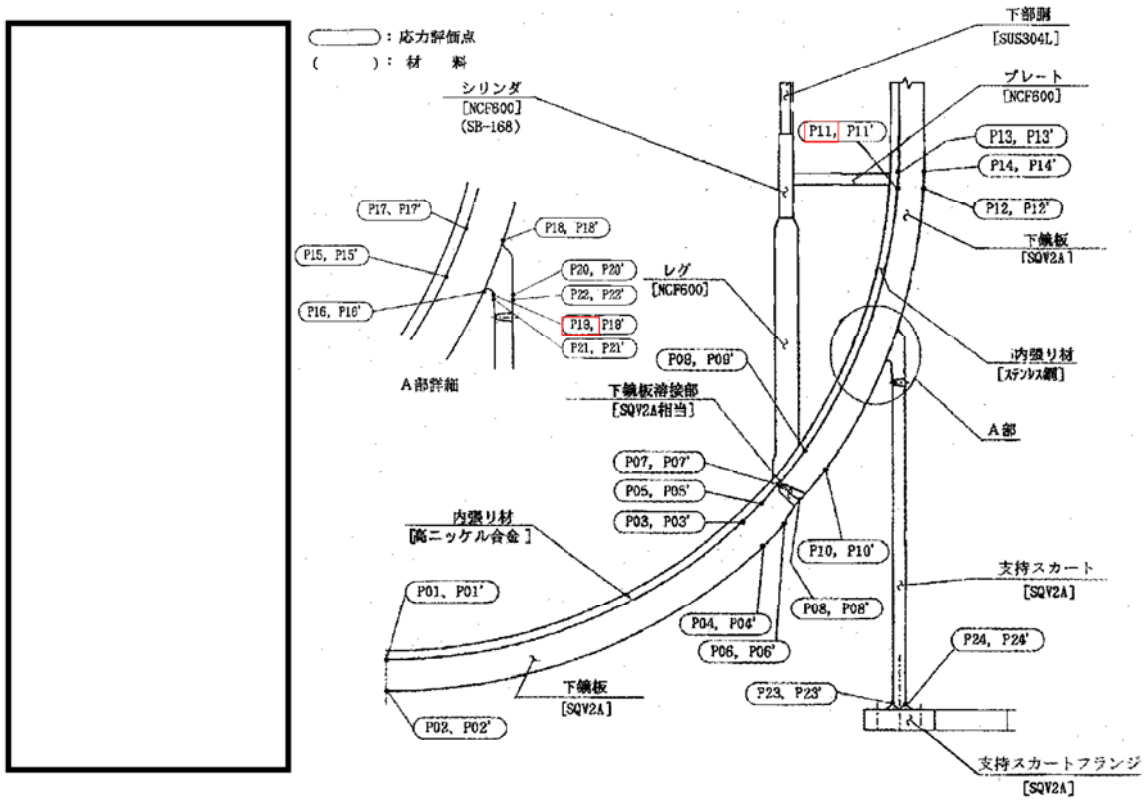 ：応力評価点
(　　　)：材　料
下部胴
[SUS304L]
シリンダ
[NCF600]
(SB-168)
プレート
[NCF600]
P11, P11'
P13, P13'
P14, P14'
P12, P12'
下鏡板
[SQV2A]
P17, P17'
P18, P18'
P15, P15'
P20, P20'
P22, P22'
P16, P16'
P19, P19'
P21, P21'
A部詳細
レグ
[NCF600]
P09, P09'
内張り材
[ステンレス鋼]
下鏡板溶接部
[SQV2A相当]
A部
P07, P07'
P05, P05'
P03, P03'
内張り材
[高ニッケル合金]
P10, P10'
P01、P01'
P08, P08'
支持スカート
[SQV2A]
P04, P04'
P06, P06'
P24, P24'
下鏡板
[SQV2A]
P23, P23'
P02、P02'
支持スカートフランジ
[SQV2A]